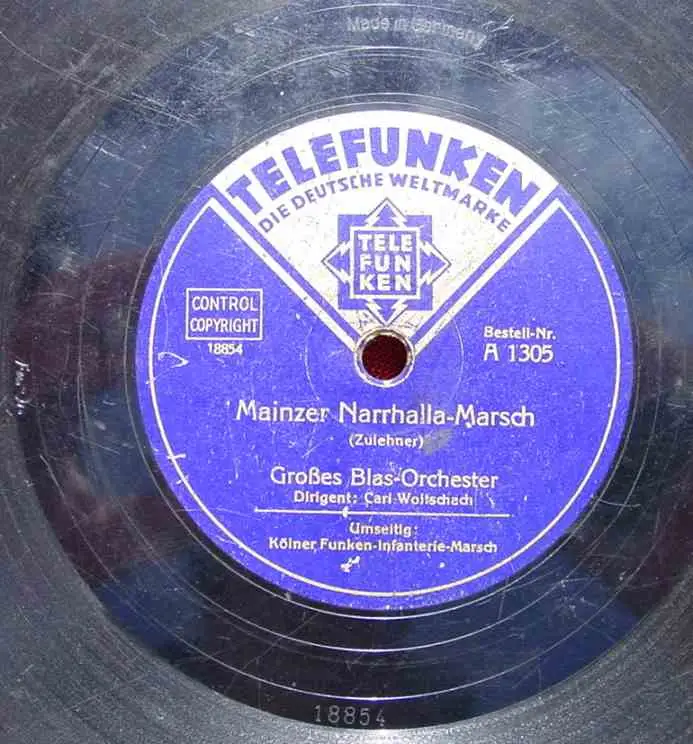 Made in Germany
TELEFUNKEN
DIE DEUTSCHE WELTMARKE
TELE
FUN
KEN
CONTROL
COPYRIGHT
18854
Bestell-Nr.
A 1305
Mainzer Narrhalla-Marsch
(Zulehner)
Großes Blas-Orchester
Dirigent: Carl Woitschach
Umseitig:
Kölner Funken-Infanterie-Marsch
18854